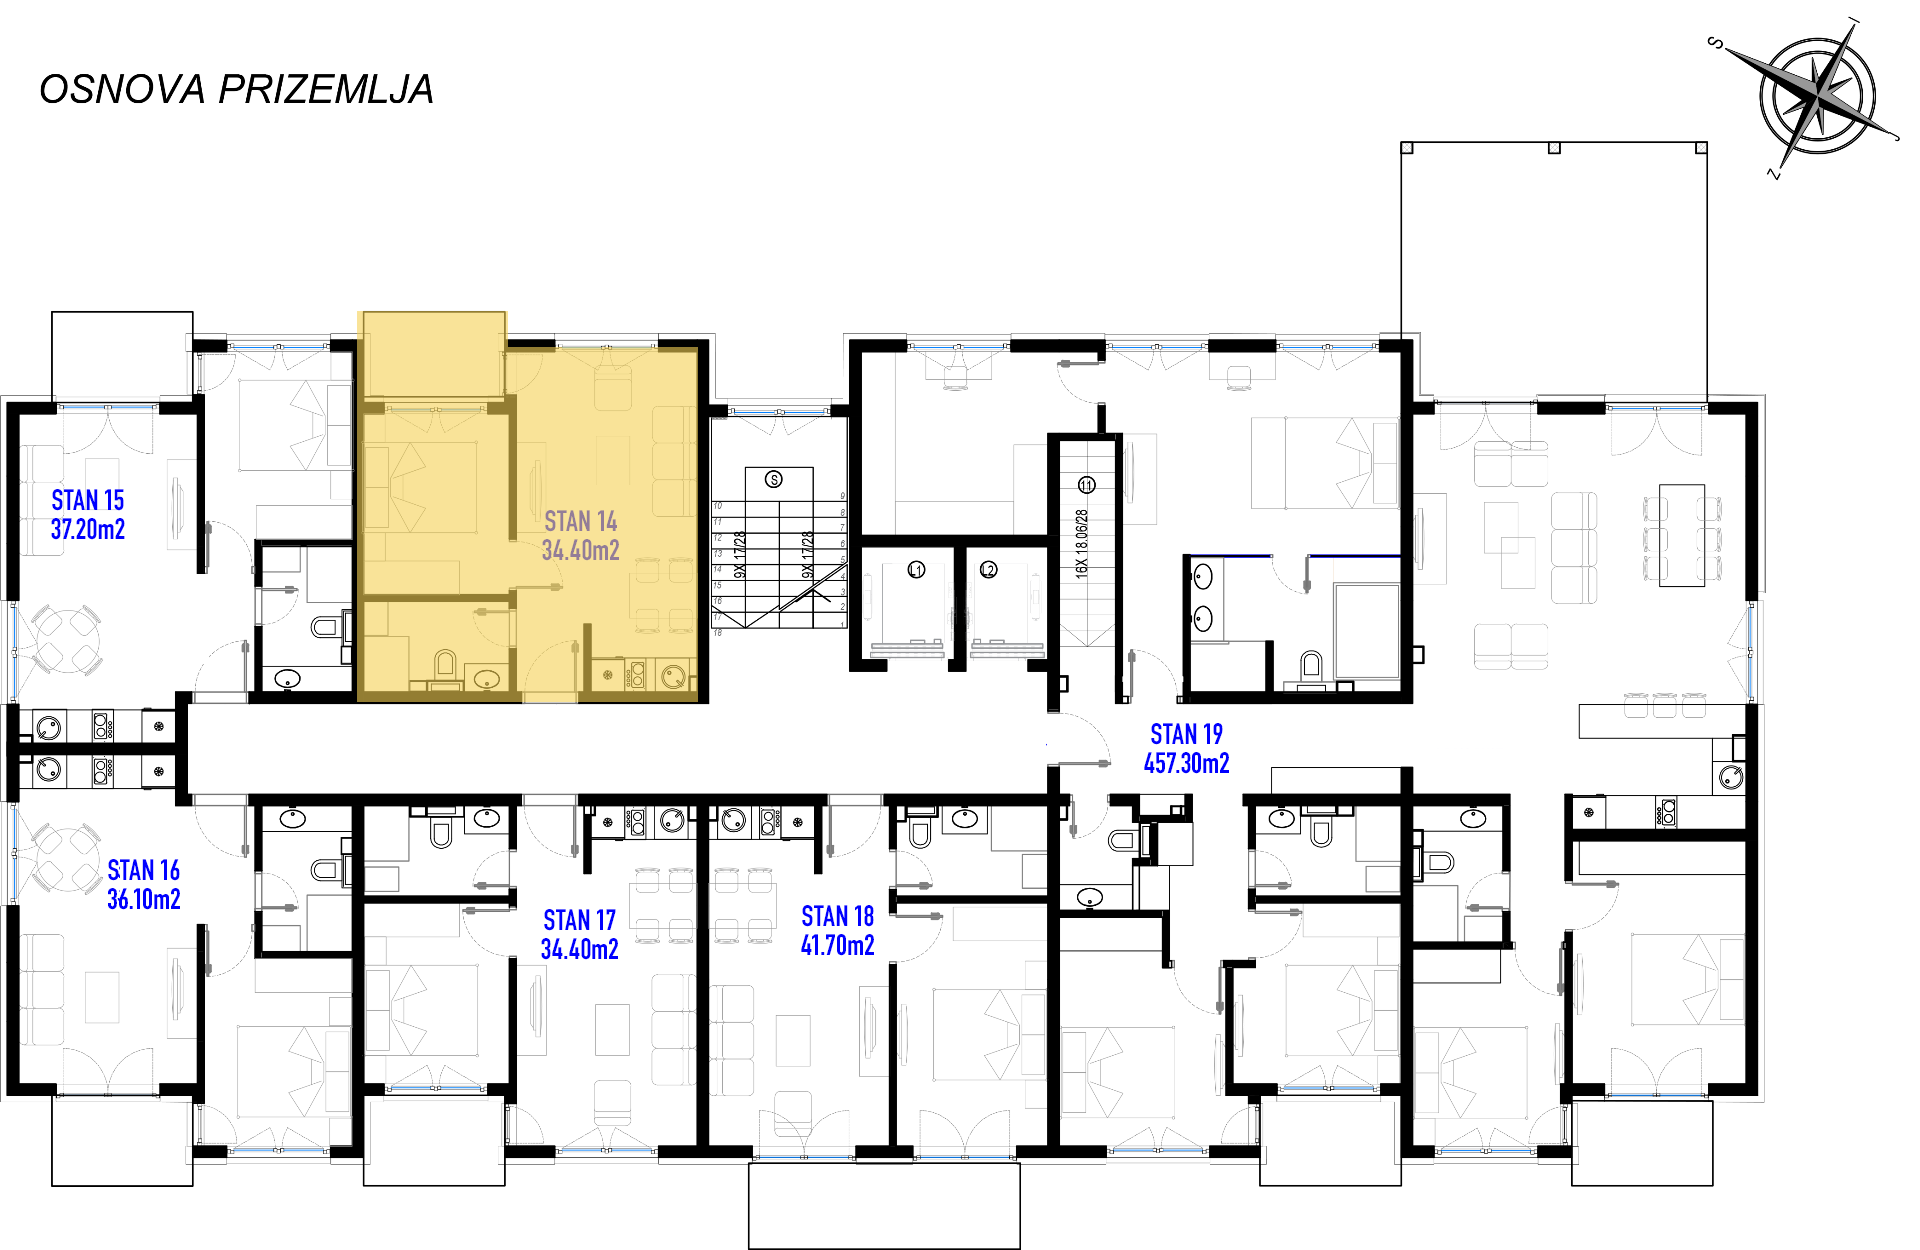 OSNOVA PRIZEMLJA
S
I
J
Z
STAN 15
37.20m2
STAN 14
34.40m2
S
9X 17/28
9X 17/28
10
11
12
13
14
15
16
17
18
9
8
7
6
5
4
3
2
1
L1
L2
11
16X 18.06/28
STAN 19
457.30m2
STAN 16
36.10m2
STAN 17
34.40m2
STAN 18
41.70m2